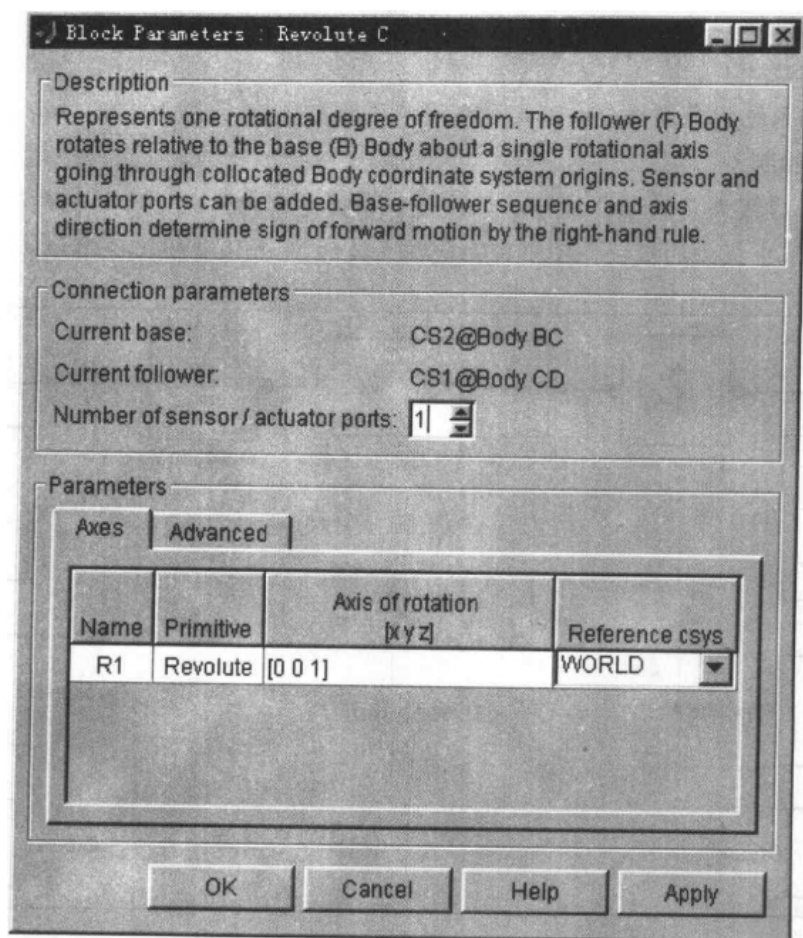 Block Parameters : Revolute C
Description
Represents one rotational degree of freedom. The follower (F) Body
rotates relative to the base (B) Body about a single rotational axis
going through collocated Body coordinate system origins. Sensor and
actuator ports can be added. Base-follower sequence and axis
direction determine sign of forward motion by the right-hand rule.
Connection parameters
Current base: CS2@Body BC
Current follower: CS1@Body CD
Number of sensor / actuator ports: 1
Parameters
Axes Advanced
Name Primitive Axis of rotation [x y z] Reference csys
R1 Revolute [0 0 1] WORLD
OK Cancel Help Apply